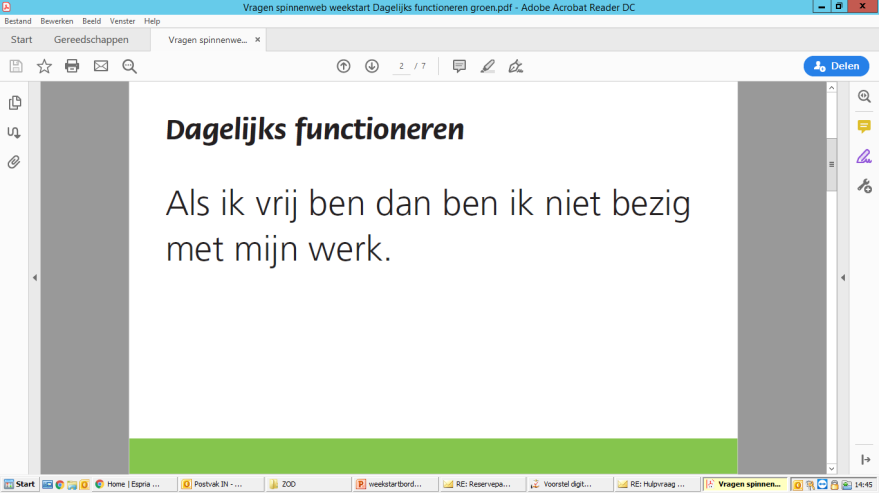 Vragen spinnenweb weekstart Dagelijks functioneren groen.pdf - Adobe Acrobat Reader DC
Bestand Bewerken Beeld Venster Help
Start Gereedschappen Vragen spinnenwe... ×
2 / 7
Delen
Dagelijks functioneren
Als ik vrij ben dan ben ik niet bezig
met mijn werk.
Start Home | Espria ... Postvak IN - ... ZOD weekstartbord... RE: Reservepa... Voorstel digit... RE: Hulpvraag ... Vragen spinnen... 14:45